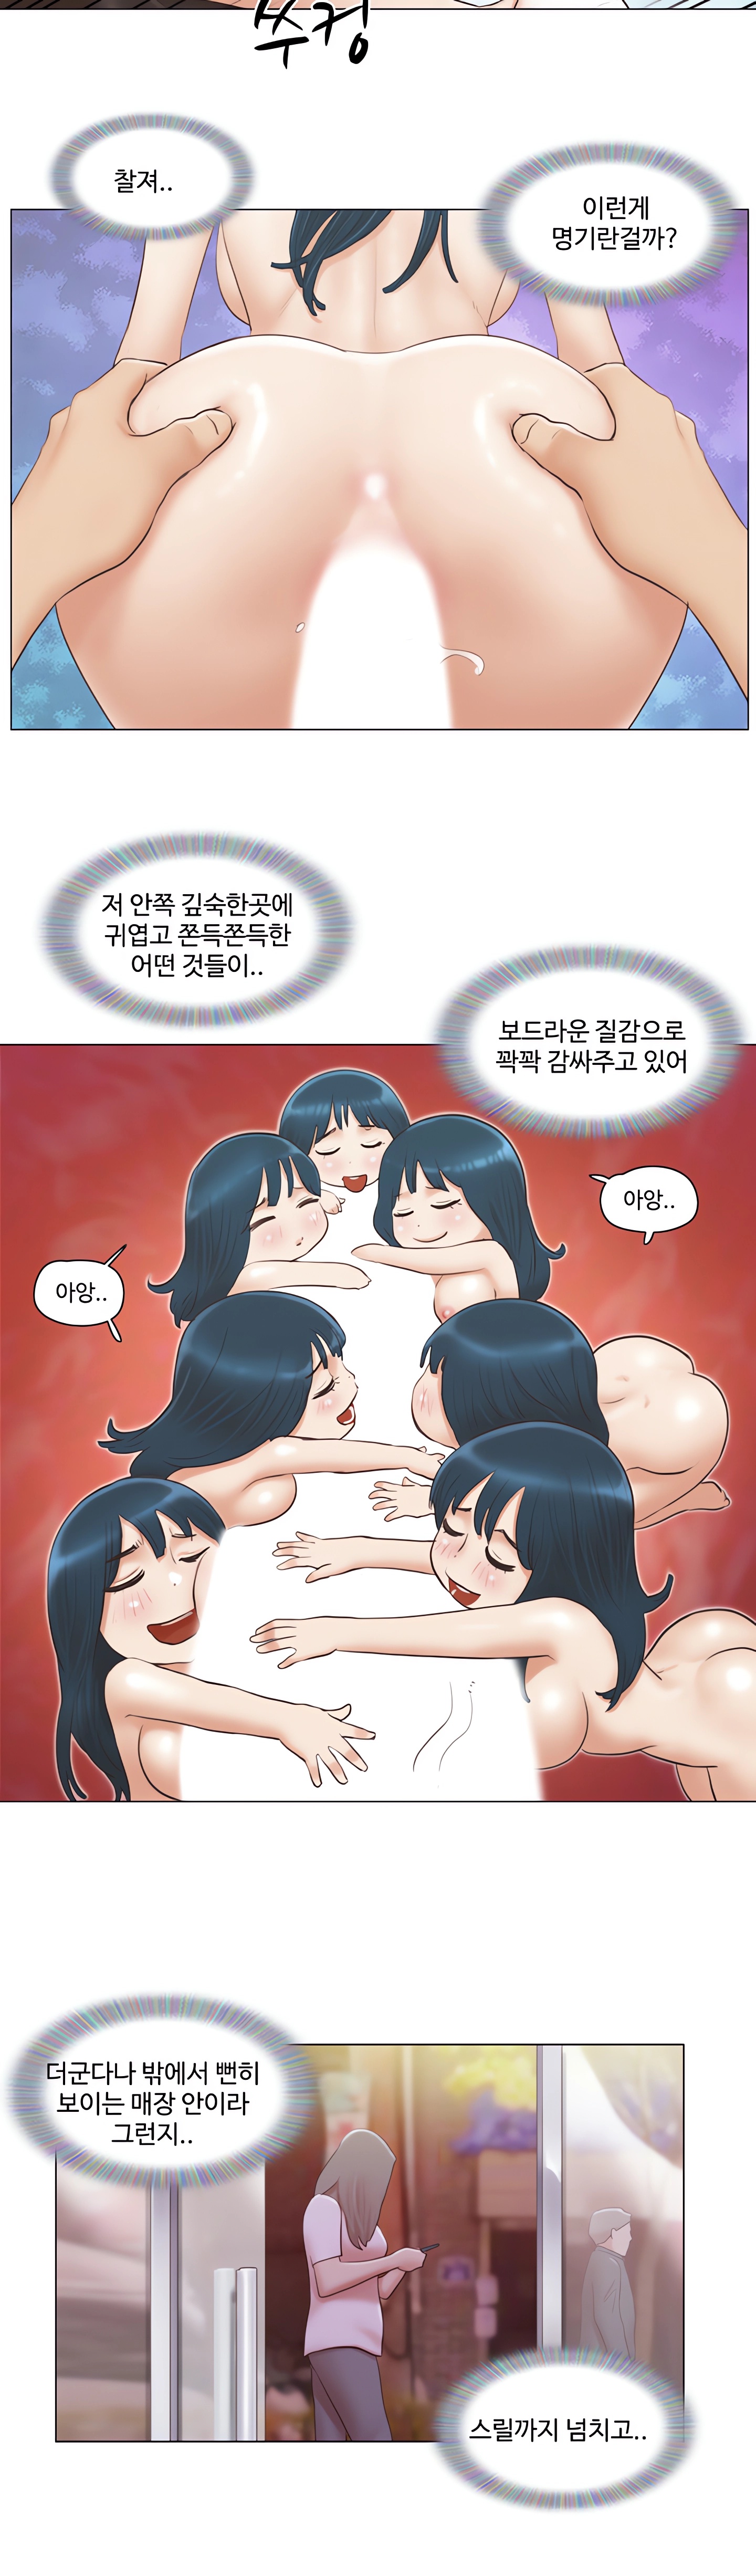 쑤컹
찰져..
이런게
명기란걸까?
저 안쪽 깊숙한곳에
귀엽고 쫀득쫀득한
어떤 것들이..
보드라운 질감으로
꽉꽉 감싸주고 있어
아앙..
아앙..
더군다나 밖에서 뻔히
보이는 매장 안이라
그런지..
스릴까지 넘치고..